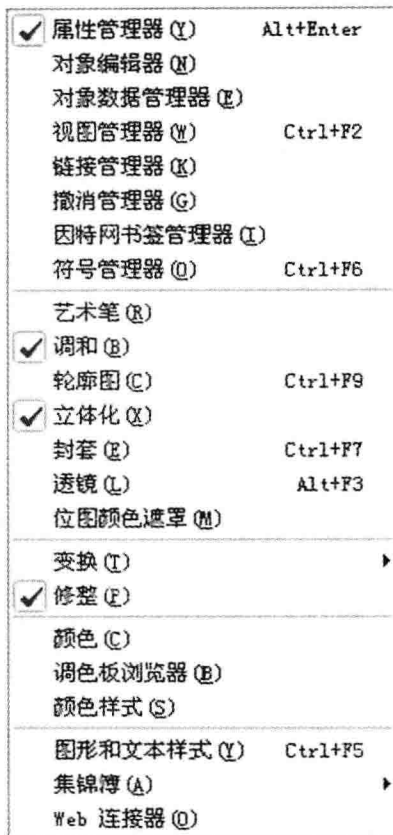 属性管理器(Y) Alt+Enter
对象编辑器(N)
对象数据管理器(E)
视图管理器(W) Ctrl+F2
链接管理器(K)
撤消管理器(G)
因特网书签管理器(I)
符号管理器(O) Ctrl+F6
艺术笔(R)
调和(B)
轮廓图(C) Ctrl+F9
立体化(X)
封套(E) Ctrl+F7
透镜(L) Alt+F3
位图颜色遮罩(M)
变换(T)
修整(P)
颜色(C)
调色板浏览器(B)
颜色样式(S)
图形和文本样式(Y) Ctrl+F5
集锦簿(A)
Web 连接器(O)